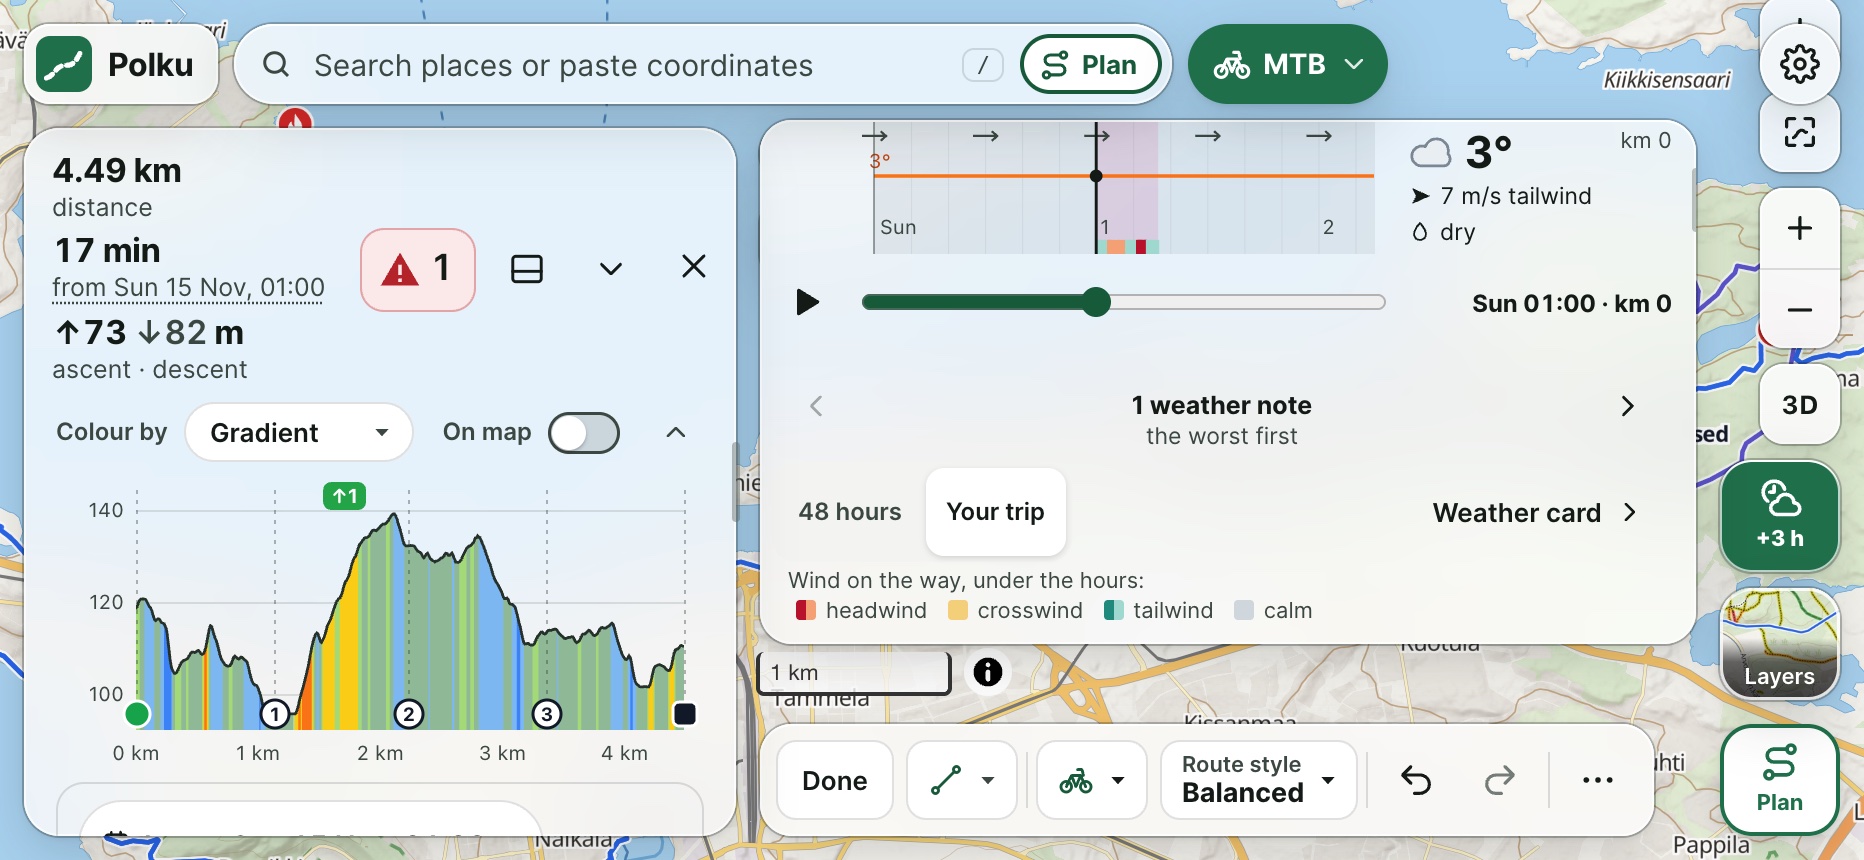 Polku
Search places or paste coordinates
/
Plan
MTB
Kiikkisensaari
4.49 km
distance
17 min
from Sun 15 Nov, 01:00
↑73 ↓82 m
ascent · descent
1
Colour by
Gradient
On map
↑1
140
120
100
1
2
3
0 km
1 km
2 km
3 km
4 km
3°
Sun
1
2
3°
km 0
7 m/s tailwind
dry
Sun 01:00 · km 0
1 weather note
the worst first
48 hours
Your trip
Weather card
Wind on the way, under the hours:
headwind
crosswind
tailwind
calm
1 km
Tammela
Kissanmaa
Done
Route style
Balanced
+
−
3D
+3 h
Layers
Plan
Pappila